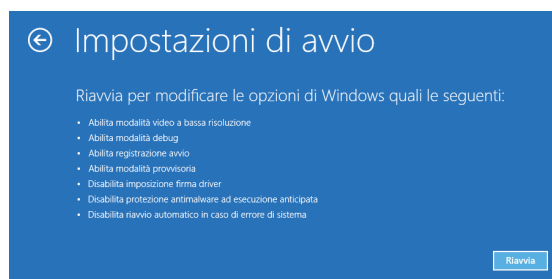 Impostazioni di avvio
Riavvia per modificare le opzioni di Windows quali le seguenti:
• Abilita modalità video a bassa risoluzione
• Abilita modalità debug
• Abilita registrazione avvio
• Abilita modalità provvisoria
• Disabilita imposizione firma driver
• Disabilita protezione antimalware ad esecuzione anticipata
• Disabilita riavvio automatico in caso di errore di sistema
Riavvia